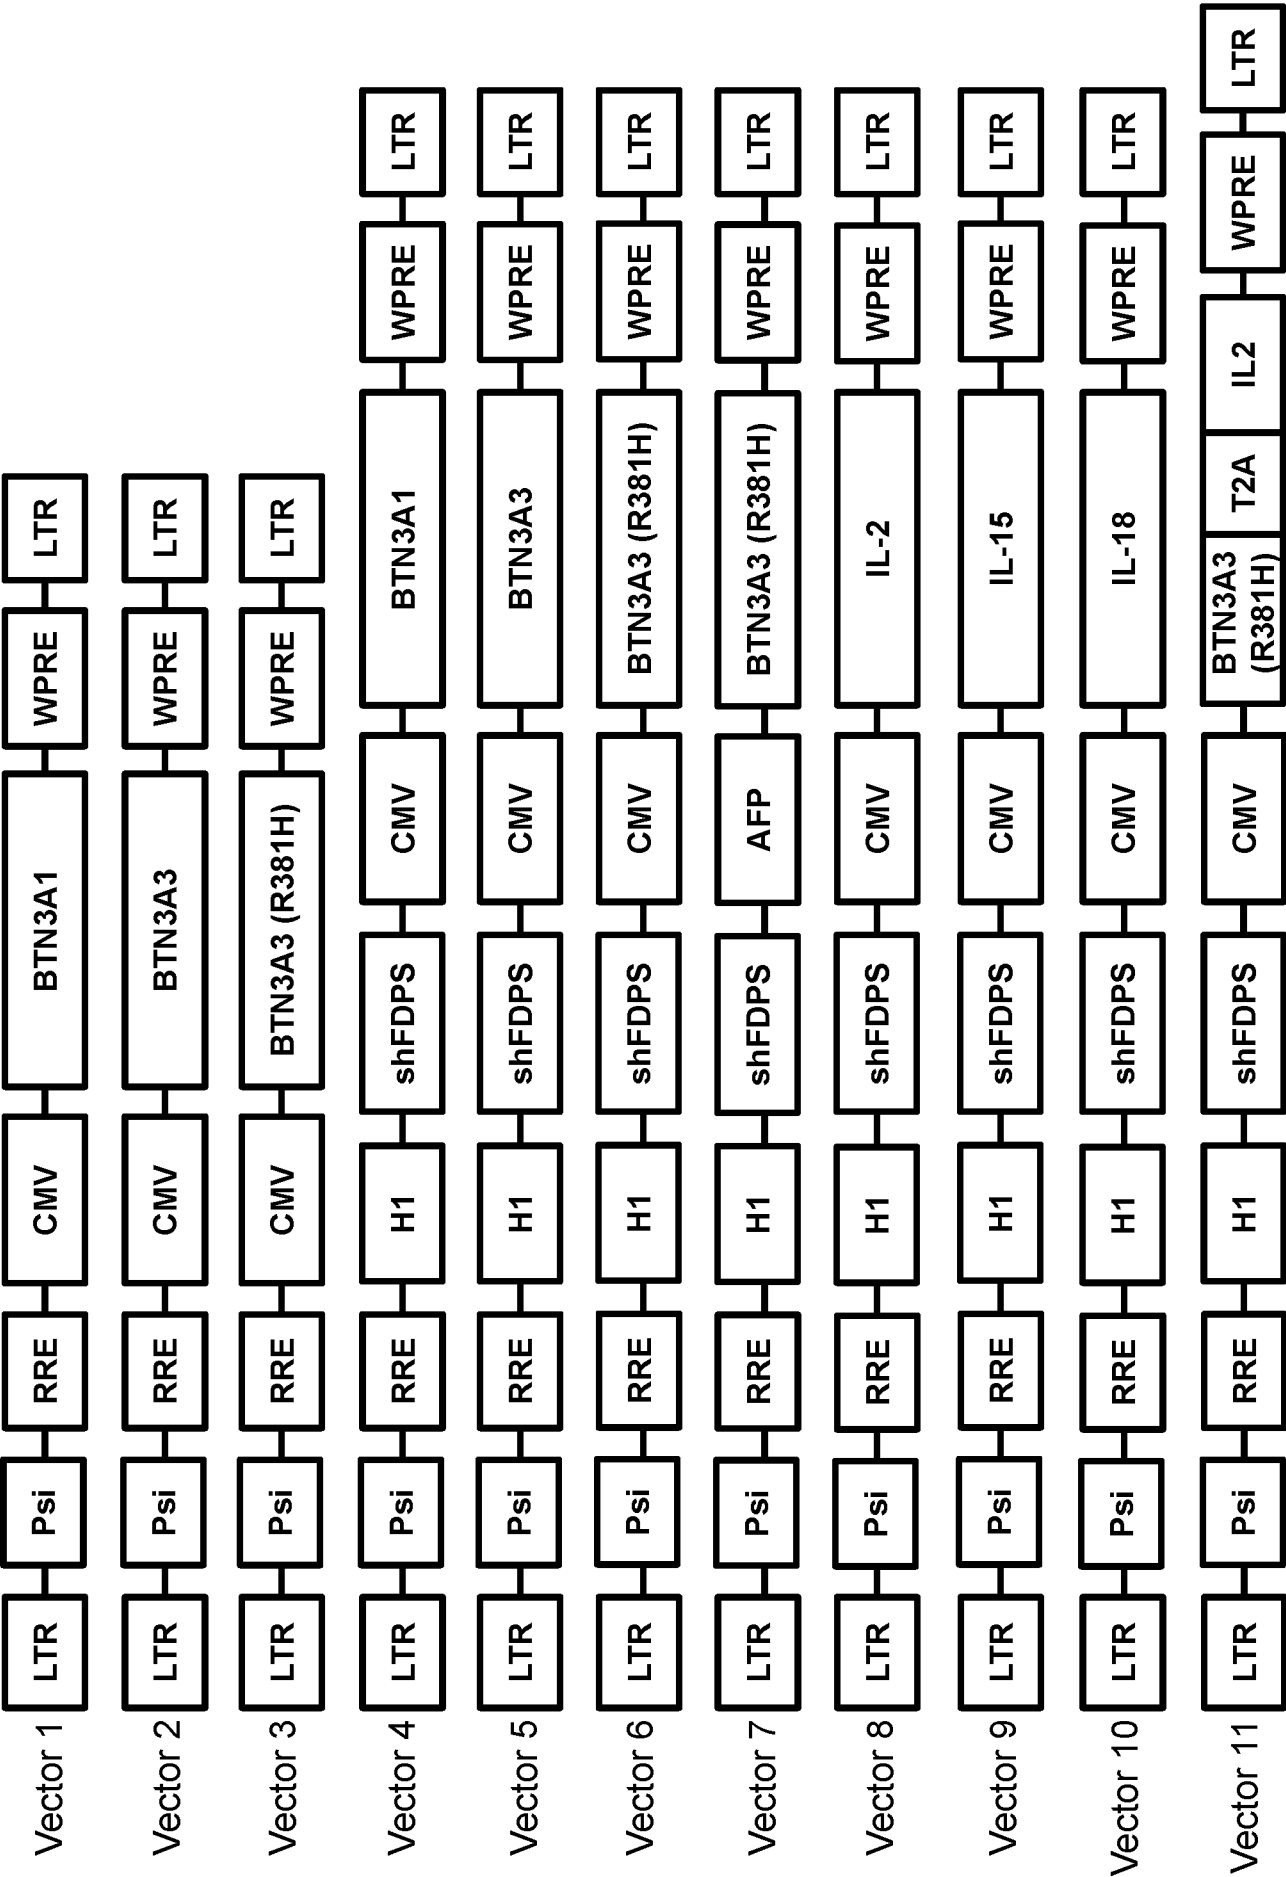 Vector 1 LTR Psi RRE CMV BTN3A1 WPRE LTR
Vector 2 LTR Psi RRE CMV BTN3A3 WPRE LTR
Vector 3 LTR Psi RRE CMV BTN3A3 (R381H) WPRE LTR
Vector 4 LTR Psi RRE H1 shFDPS CMV BTN3A1 WPRE LTR
Vector 5 LTR Psi RRE H1 shFDPS CMV BTN3A3 WPRE LTR
Vector 6 LTR Psi RRE H1 shFDPS CMV BTN3A3 (R381H) WPRE LTR
Vector 7 LTR Psi RRE H1 shFDPS AFP BTN3A3 (R381H) WPRE LTR
Vector 8 LTR Psi RRE H1 shFDPS CMV IL-2 WPRE LTR
Vector 9 LTR Psi RRE H1 shFDPS CMV IL-15 WPRE LTR
Vector 10 LTR Psi RRE H1 shFDPS CMV IL-18 WPRE LTR
Vector 11 LTR Psi RRE H1 shFDPS CMV BTN3A3 (R381H) T2A IL2 WPRE LTR